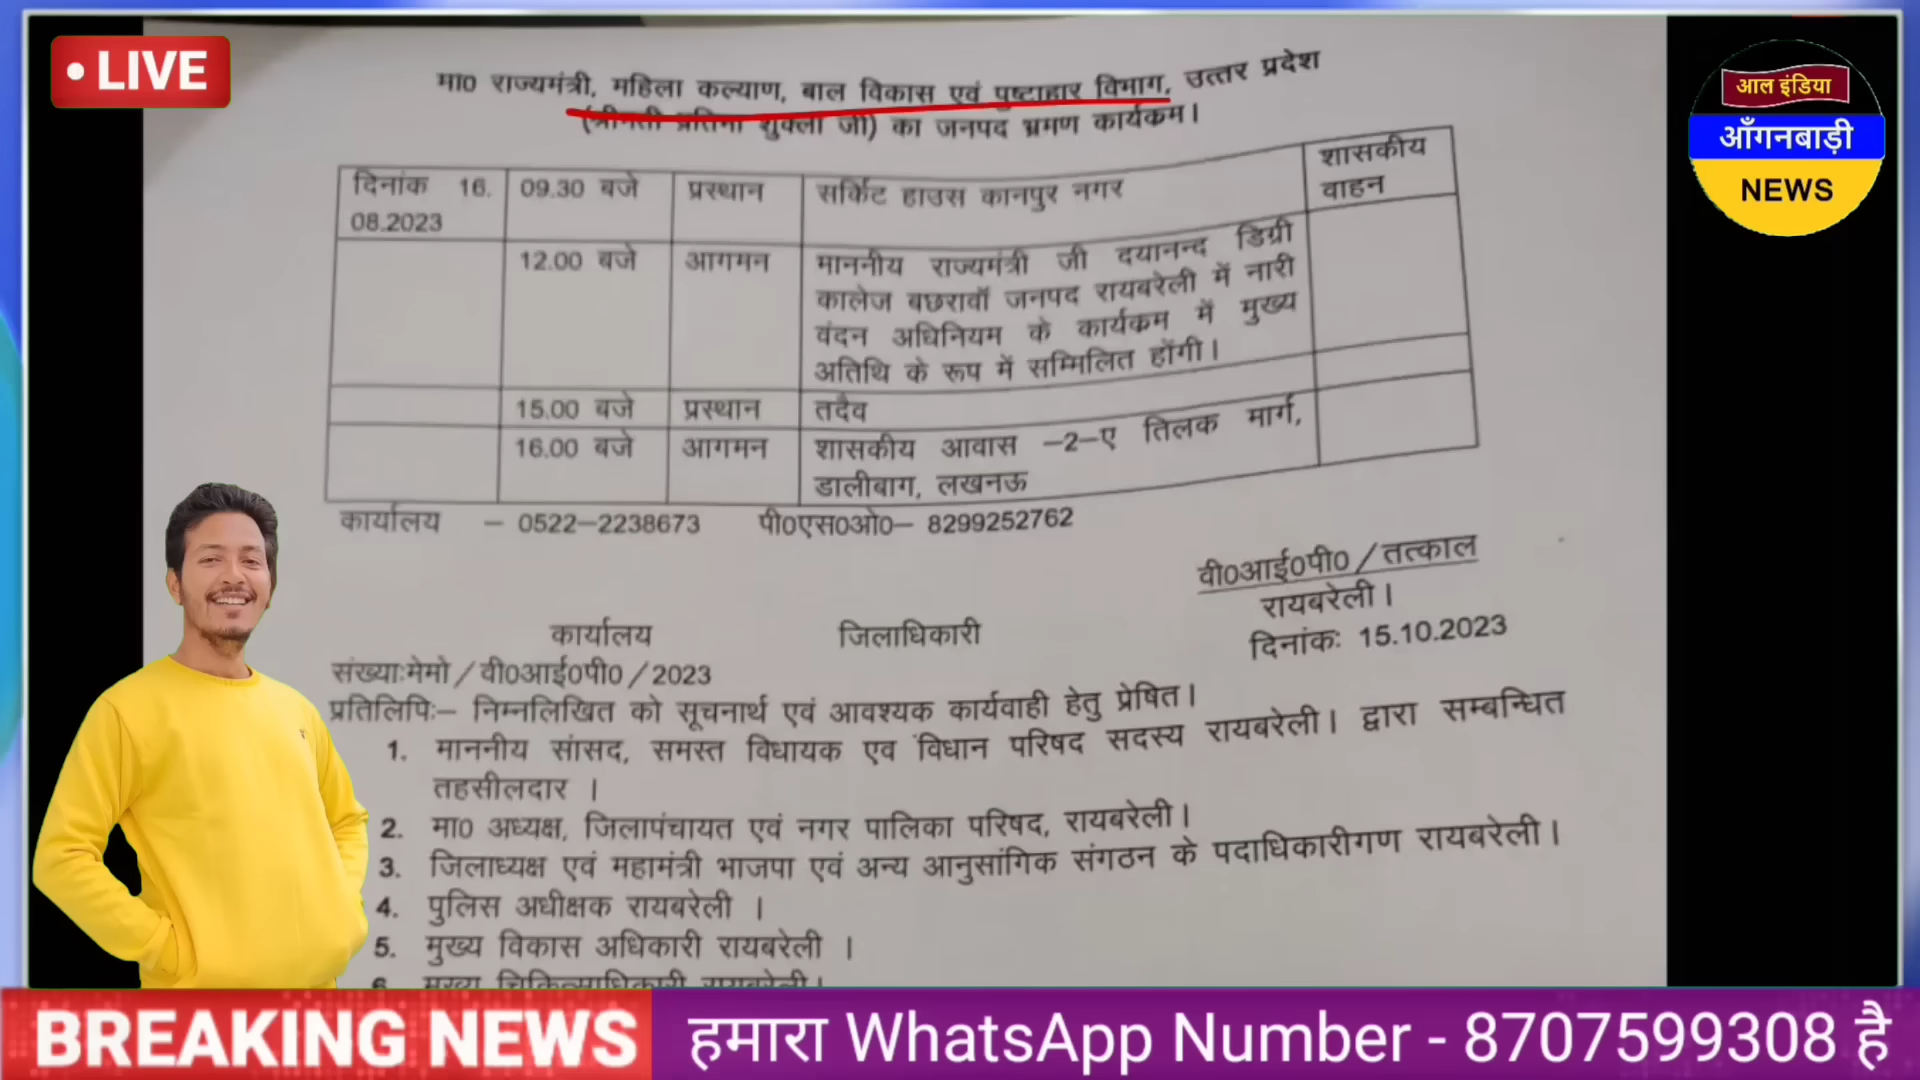 • LIVE
मा0 राज्यमंत्री, महिला कल्याण, बाल विकास एवं पुष्टाहार विभाग, उत्तर प्रदेश
(श्रीमती प्रतिभा शुक्ला जी) का जनपद भ्रमण कार्यकम।
आल इंडिया
आँगनबाड़ी
NEWS
दिनांक 16. 09.30 बजे प्रस्थान सर्किट हाउस कानपुर नगर शासकीय
08.2023 वाहन
12.00 बजे आगमन माननीय राज्यमंत्री जी दयानन्द डिग्री
कालेज बछरावॉ जनपद रायबरेली में नारी
वंदन अधिनियम के कार्यकम में मुख्य
अतिथि के रूप में सम्मिलित होंगी।
15.00 बजे प्रस्थान तदैव
16.00 बजे आगमन शासकीय आवास –2–ए तिलक मार्ग,
डालीबाग, लखनऊ
कार्यालय – 0522–2238673 पी0एस0ओ0– 8299252762
वी0आई0पी0/तत्काल
रायबरेली।
कार्यालय जिलाधिकारी दिनांकः 15.10.2023
संख्याःमेमो/वी0आई0पी0/2023
प्रतिलिपिः– निम्नलिखित को सूचनार्थ एवं आवश्यक कार्यवाही हेतु प्रेषित।
1. माननीय सांसद, समस्त विधायक एव विधान परिषद सदस्य रायबरेली। द्वारा सम्बन्धित
तहसीलदार ।
2. मा0 अध्यक्ष, जिलापंचायत एवं नगर पालिका परिषद, रायबरेली।
3. जिलाध्यक्ष एवं महामंत्री भाजपा एवं अन्य आनुसांगिक संगठन के पदाधिकारीगण रायबरेली।
4. पुलिस अधीक्षक रायबरेली ।
5. मुख्य विकास अधिकारी रायबरेली ।
6. मुख्य चिकित्साधिकारी रायबरेली।
BREAKING NEWS
हमारा WhatsApp Number - 8707599308 है